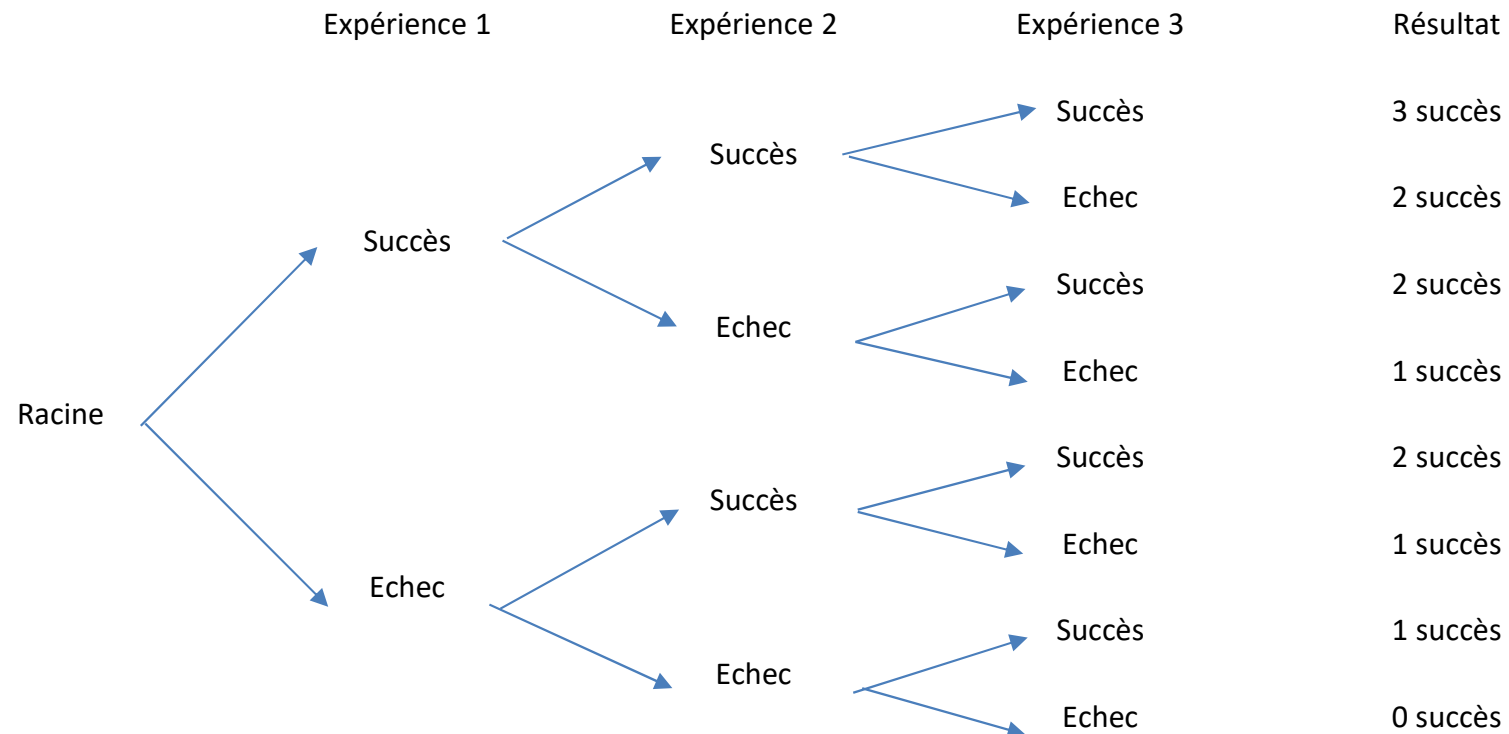 Expérience 1 Expérience 2 Expérience 3 Résultat
Succès 3 succès
Succès
Echec 2 succès
Succès
Succès 2 succès
Echec
Echec 1 succès
Racine
Succès 2 succès
Succès
Echec 1 succès
Echec
Succès 1 succès
Echec
Echec 0 succès